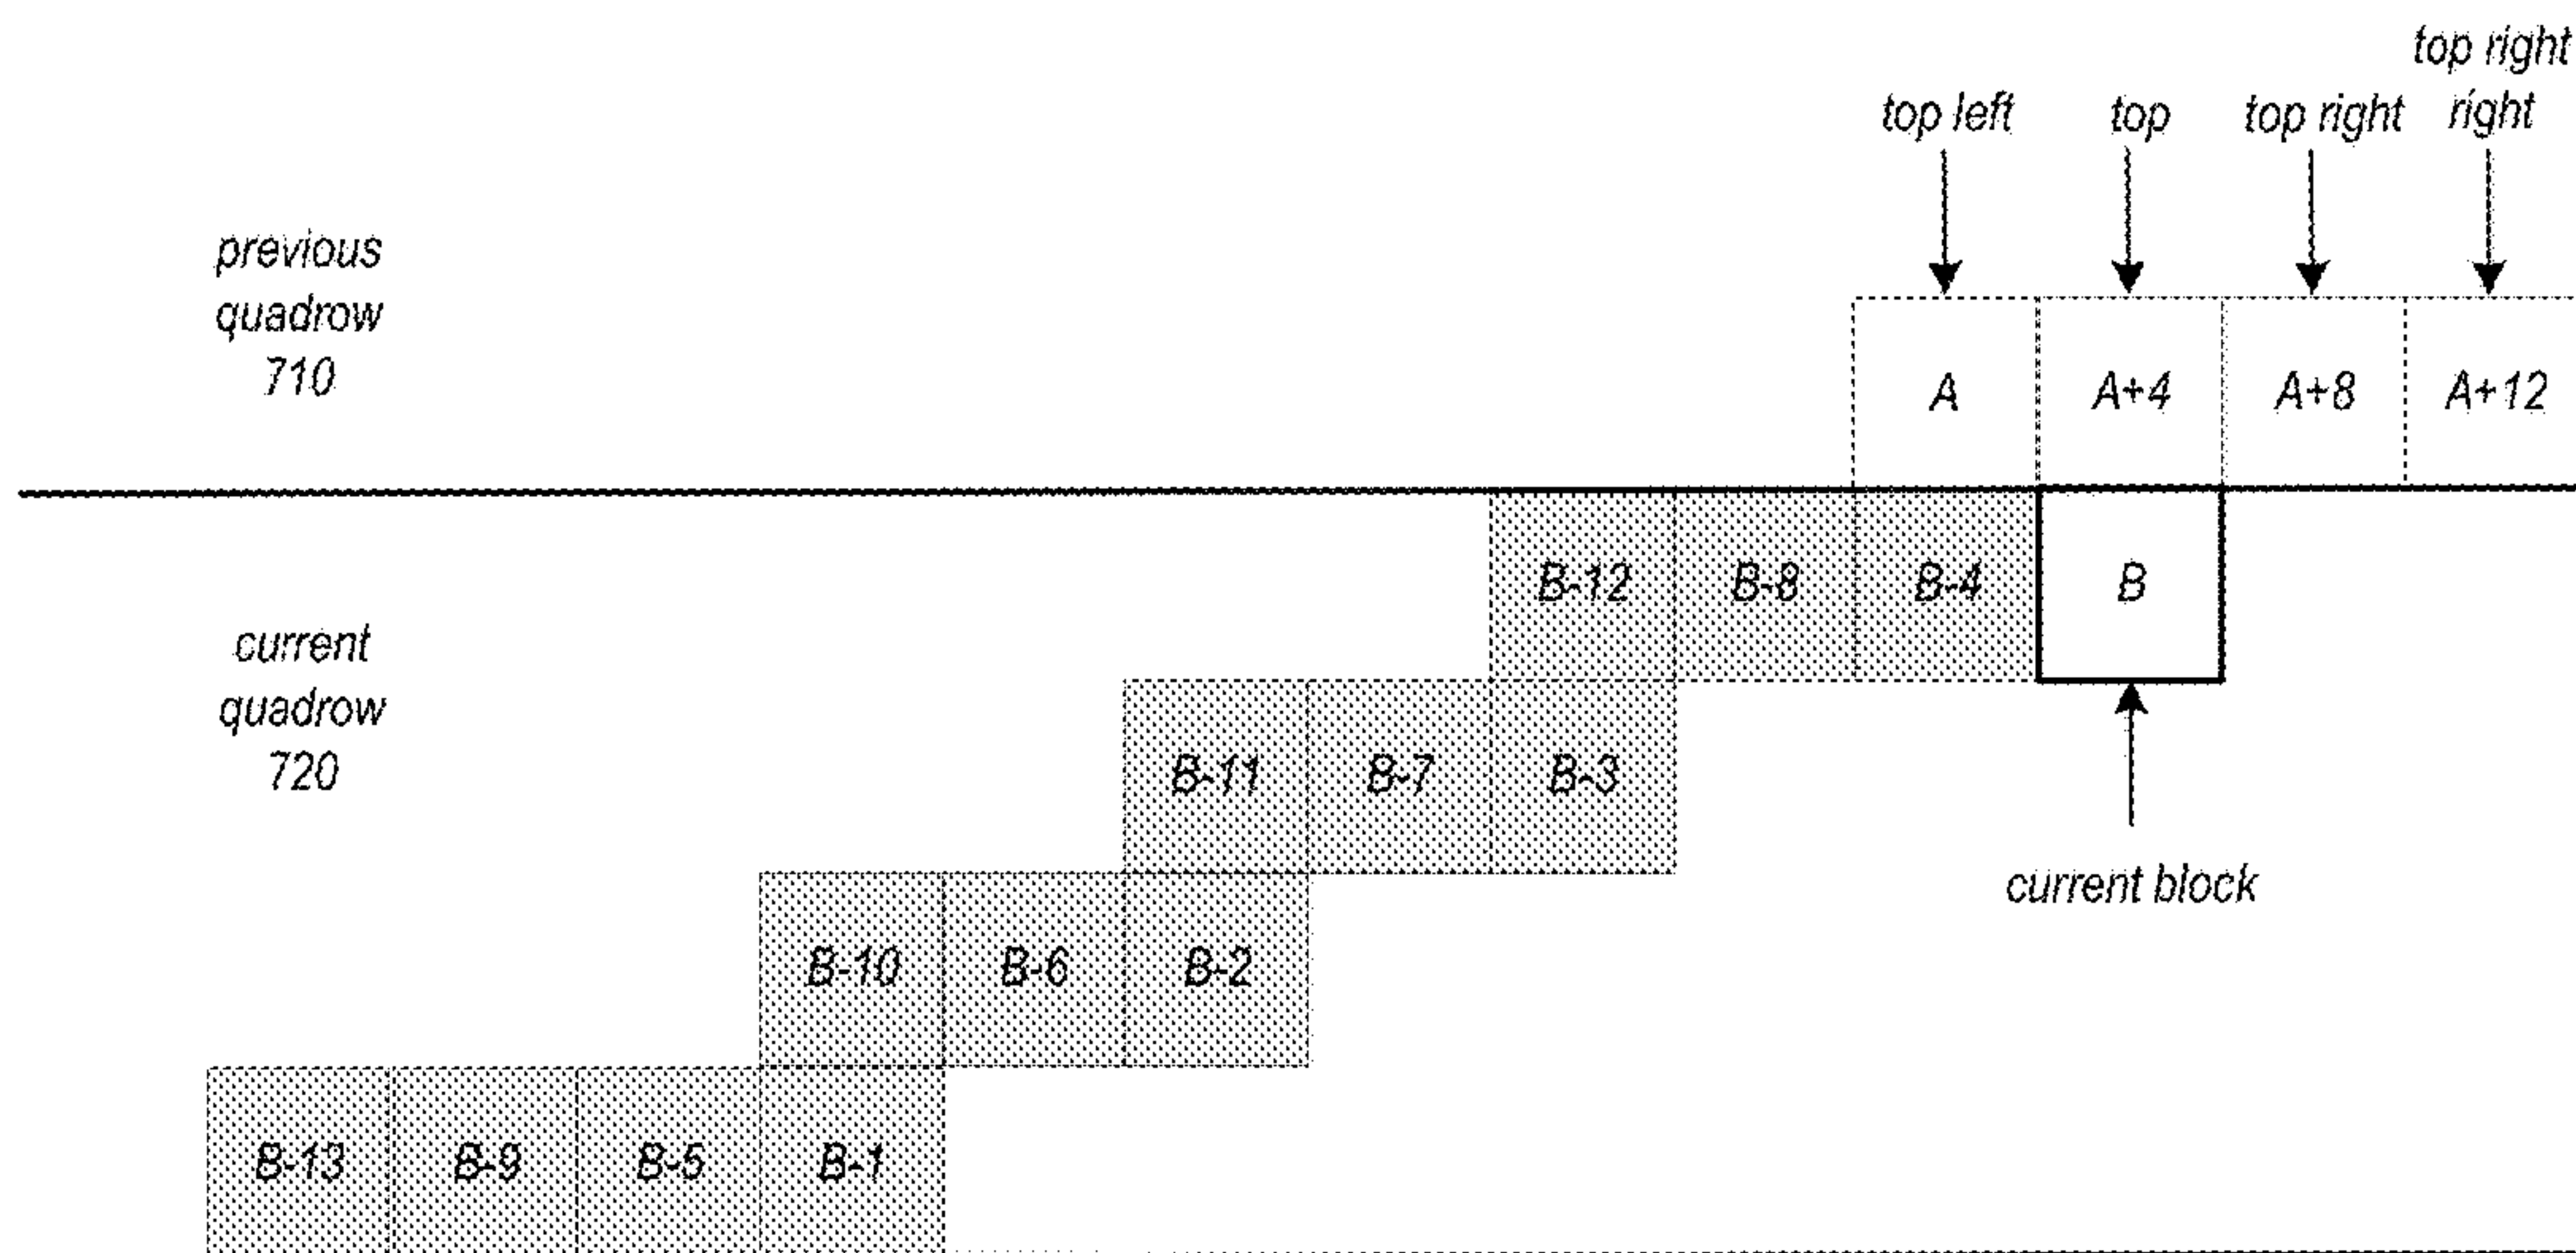 top right
top left top top right right
previous
quadrow
710
A A+4 A+8 A+12
B-12 B-8 B-4 B
current
quadrow
720
B-11 B-7 B-3
current block
B-10 B-6 B-2
B-13 B-9 B-5 B-1